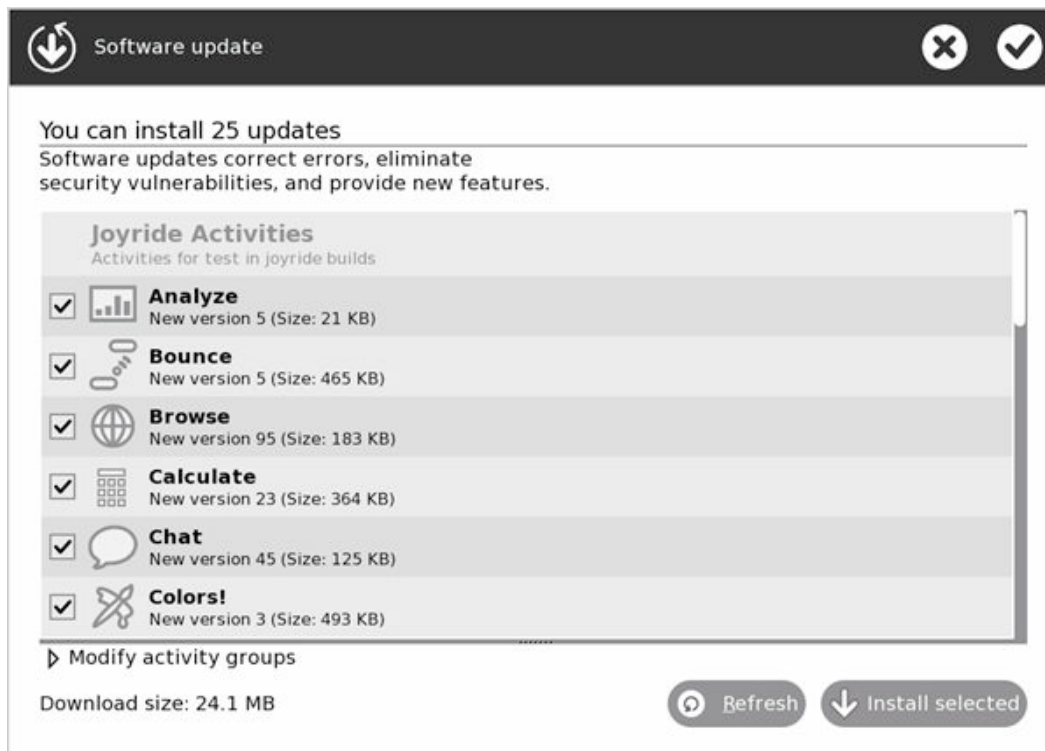 Software update
You can install 25 updates
Software updates correct errors, eliminate
security vulnerabilities, and provide new features.
Joyride Activities
Activities for test in joyride builds
Analyze
New version 5 (Size: 21 KB)
Bounce
New version 5 (Size: 465 KB)
Browse
New version 95 (Size: 183 KB)
Calculate
New version 23 (Size: 364 KB)
Chat
New version 45 (Size: 125 KB)
Colors!
New version 3 (Size: 493 KB)
Modify activity groups
Download size: 24.1 MB
Refresh
Install selected